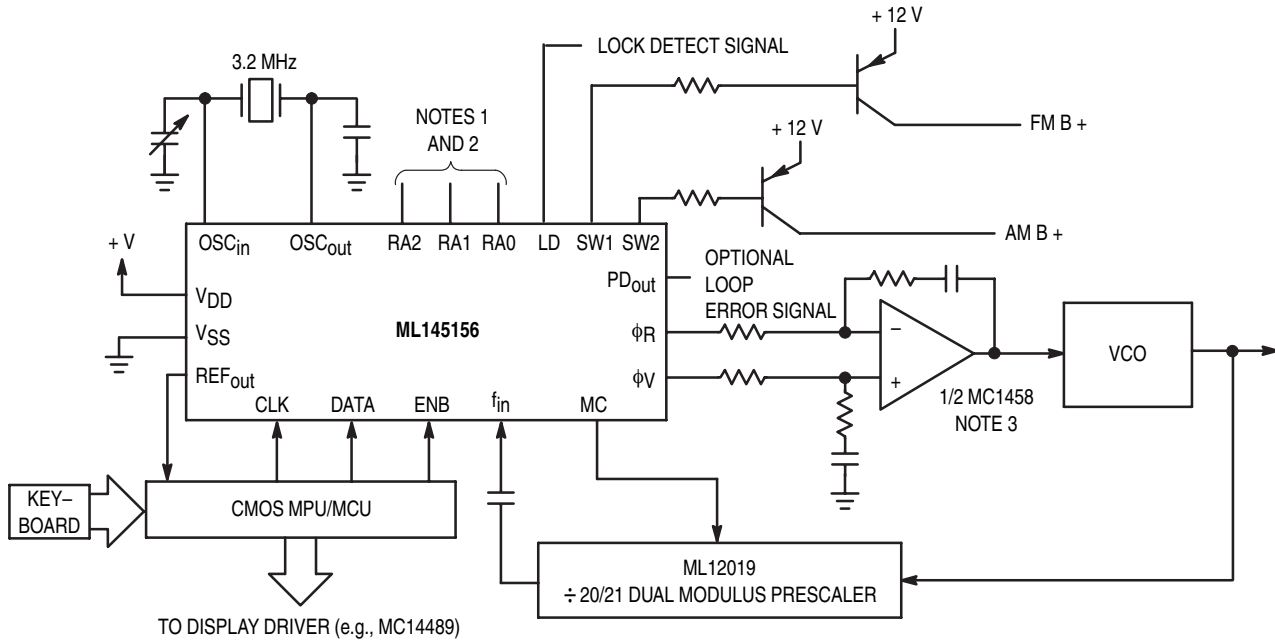 + 12 V
LOCK DETECT SIGNAL
3.2 MHz
NOTES 1
AND 2
FM B +
+ 12 V
AM B +
+ V
OSCin
OSCout
RA2
RA1
RA0
LD
SW1
SW2
PDout
OPTIONAL
LOOP
ERROR SIGNAL
VDD
VSS
REFout
ML145156
ϕR
ϕV
CLK
DATA
ENB
fin
MC
−
+
1/2 MC1458
NOTE 3
VCO
KEY–
BOARD
CMOS MPU/MCU
ML12019
÷ 20/21 DUAL MODULUS PRESCALER
TO DISPLAY DRIVER (e.g., MC14489)